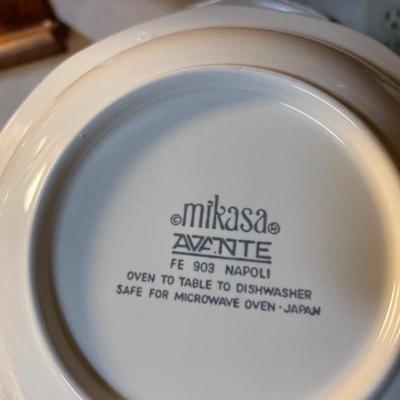 ©mikasa®
AVANTE
FE 903 NAPOLI
OVEN TO TABLE TO DISHWASHER
SAFE FOR MICROWAVE OVEN · JAPAN